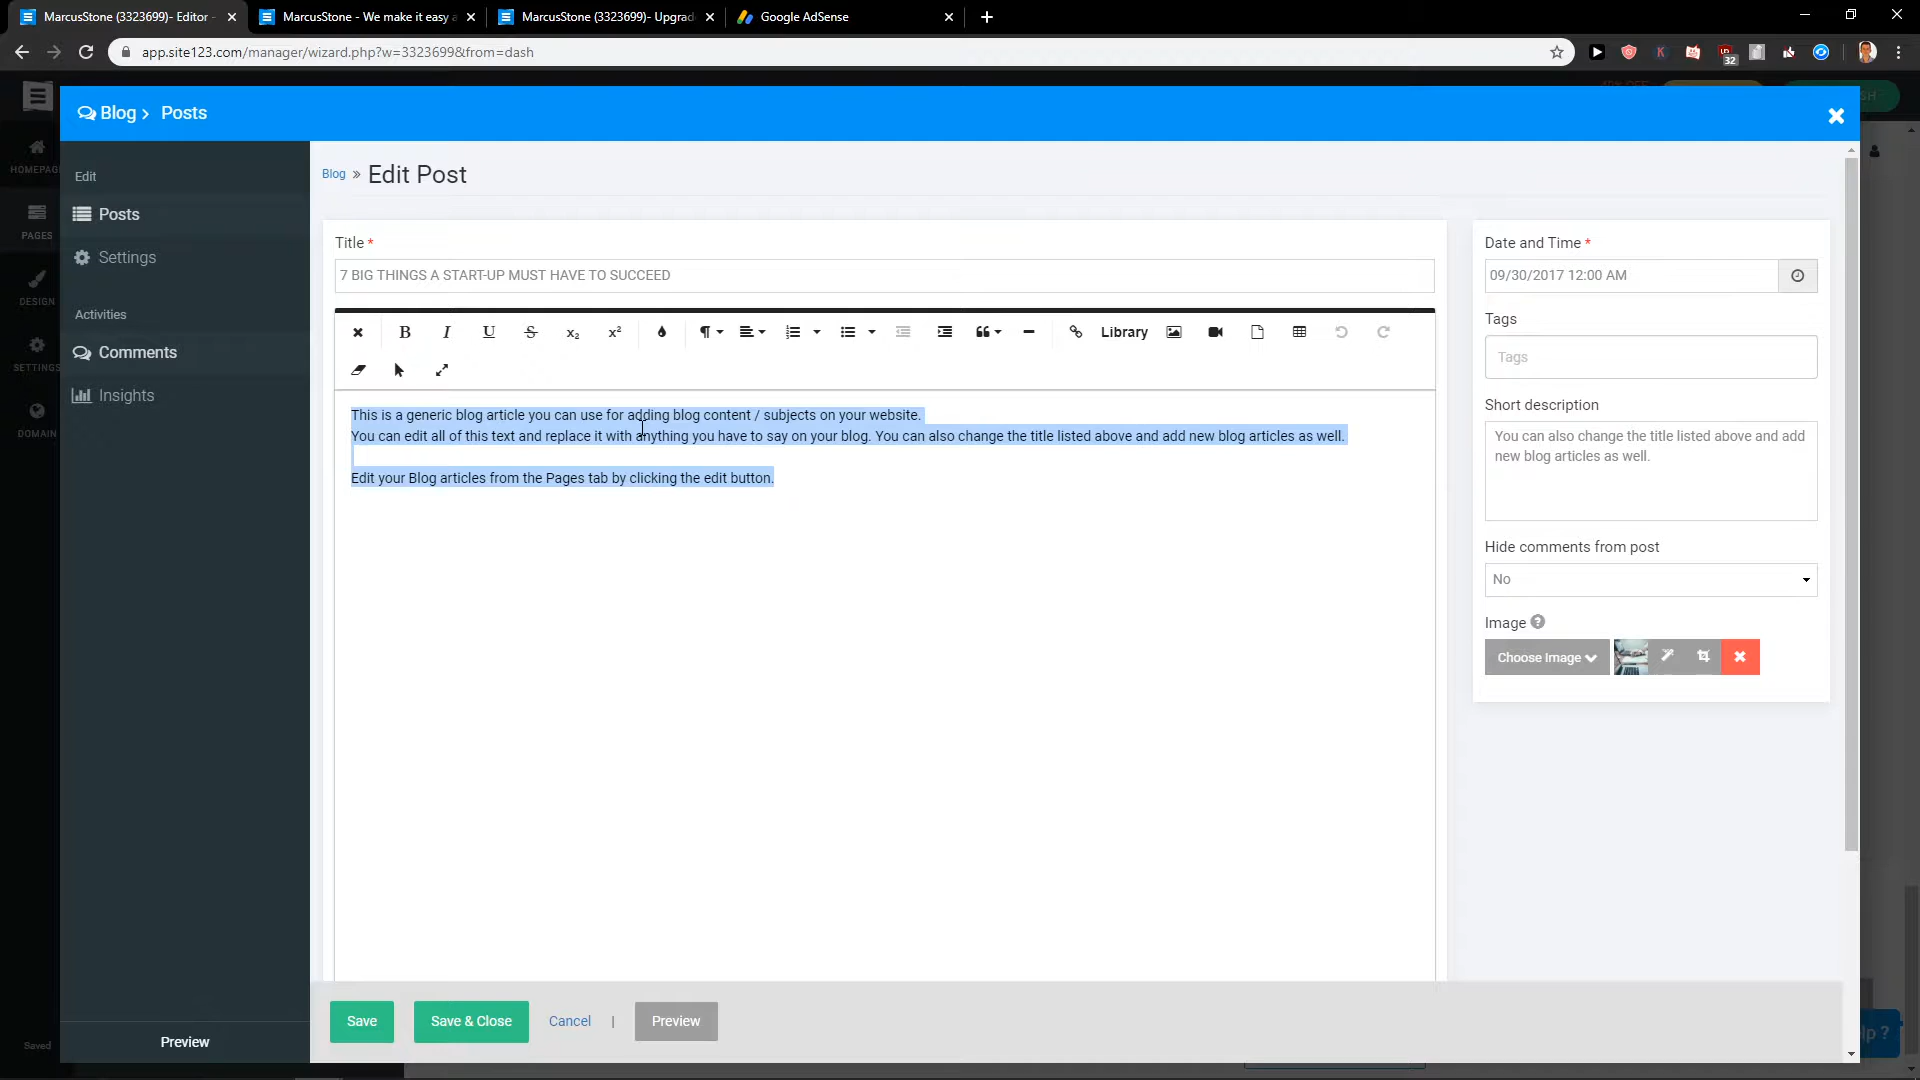 MarcusStone (3323699)- Editor -
MarcusStone - We make it easy a
MarcusStone (3323699)- Upgrad
Google AdSense
app.site123.com/manager/wizard.php?w=3323699&from=dash
32
Blog › Posts
HOMEPAG
PAGES
DESIGN
SETTINGS
DOMAIN
Saved
Edit
Posts
Settings
Activities
Comments
Insights
Preview
Blog » Edit Post
Title *
7 BIG THINGS A START-UP MUST HAVE TO SUCCEED
B I U S x₂ x²
Library
This is a generic blog article you can use for adding blog content / subjects on your website.
You can edit all of this text and replace it with anything you have to say on your blog. You can also change the title listed above and add new blog articles as well.
Edit your Blog articles from the Pages tab by clicking the edit button.
Save
Save & Close
Cancel
|
Preview
Date and Time *
09/30/2017 12:00 AM
Tags
Tags
Short description
You can also change the title listed above and add
new blog articles as well.
Hide comments from post
No
Image ?
Choose Image
lp ?